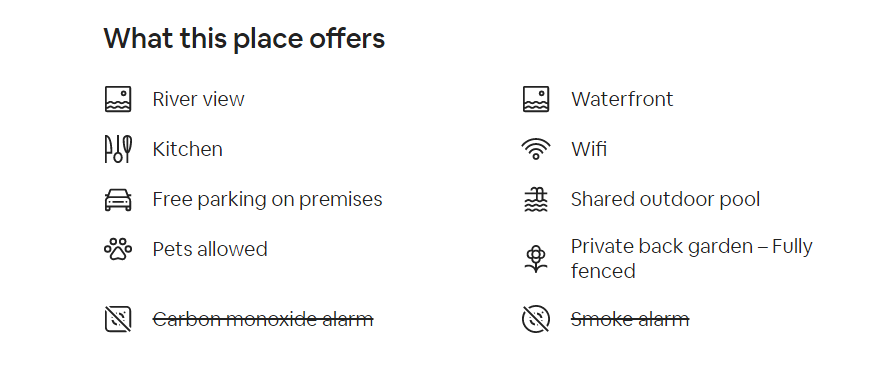 What this place offers
River view
Waterfront
Kitchen
Wifi
Free parking on premises
Shared outdoor pool
Pets allowed
Private back garden – Fully
fenced
Carbon monoxide alarm
Smoke alarm